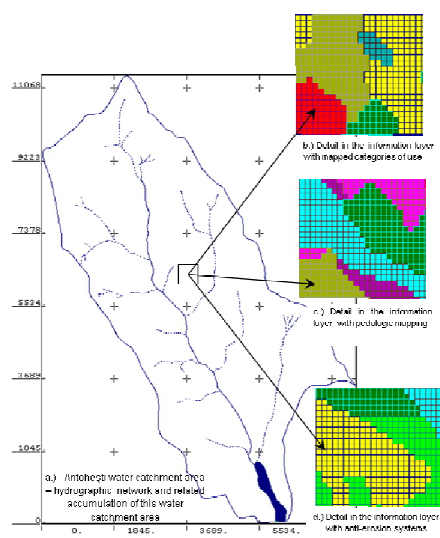 b.) Detail in the information layer
with mapped categories of use
11068
9223
7378
c.) Detail in the information
layer with pedologic mapping
5534
3689
1045
a.) Antohești water catchment area
– hydrographic network and related
accumulation of this water
catchment area
d.) Detail in the information layer
with anti-erosion systems
0
0. 1845. 3689. 5534.